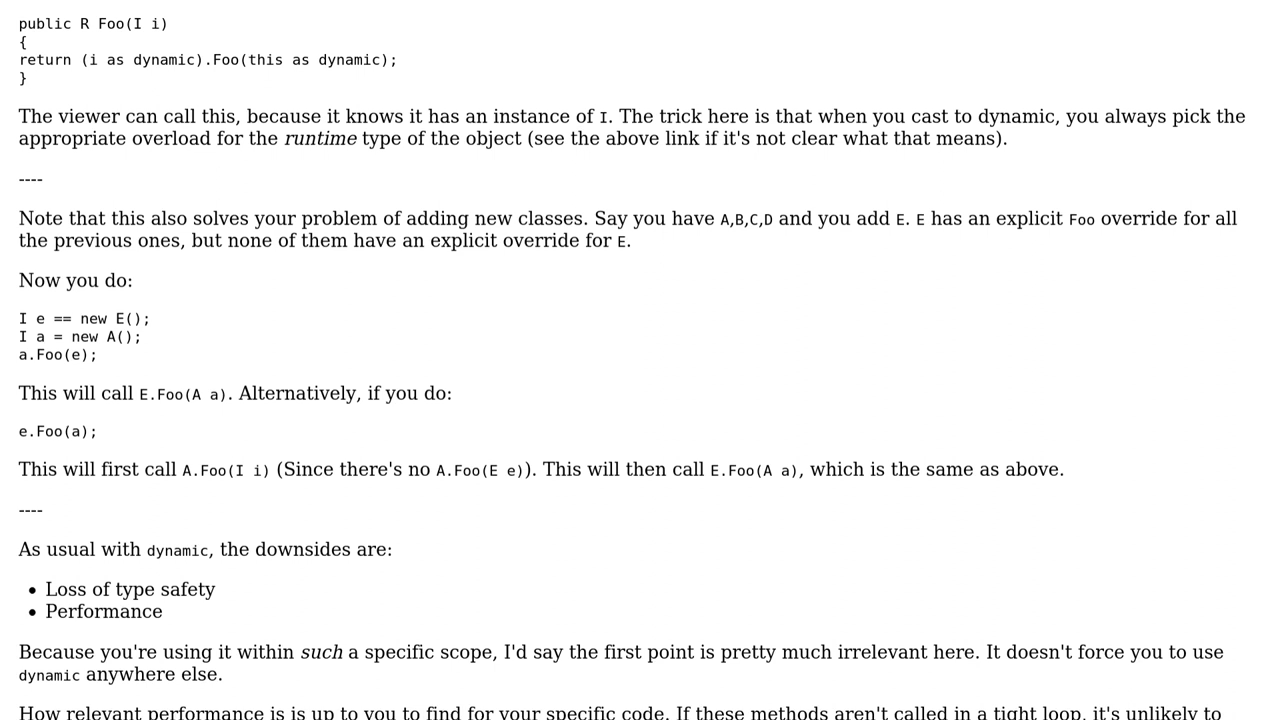 public R Foo(I i)
{
return (i as dynamic).Foo(this as dynamic);
}
The viewer can call this, because it knows it has an instance of I. The trick here is that when you cast to dynamic, you always pick the
appropriate overload for the runtime type of the object (see the above link if it's not clear what that means).
----
Note that this also solves your problem of adding new classes. Say you have A,B,C,D and you add E. E has an explicit Foo override for all
the previous ones, but none of them have an explicit override for E.
Now you do:
I e == new E();
I a = new A();
a.Foo(e);
This will call E.Foo(A a). Alternatively, if you do:
e.Foo(a);
This will first call A.Foo(I i) (Since there's no A.Foo(E e)). This will then call E.Foo(A a), which is the same as above.
----
As usual with dynamic, the downsides are:
• Loss of type safety
• Performance
Because you're using it within such a specific scope, I'd say the first point is pretty much irrelevant here. It doesn't force you to use
dynamic anywhere else.
How relevant performance is is up to you to find for your specific code. If these methods aren't called in a tight loop, it's unlikely to